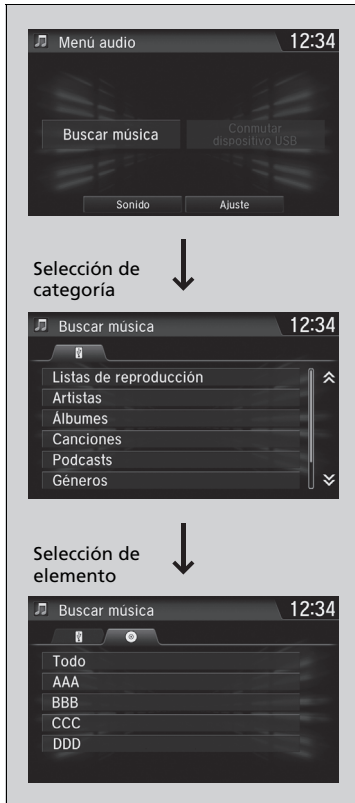 Menú audio 12:34
Buscar música
Conmutar
dispositivo USB
Sonido Ajuste
Selección de
categoría
Buscar música 12:34
Listas de reproducción
Artistas
Álbumes
Canciones
Podcasts
Géneros
Selección de
elemento
Buscar música 12:34
Todo
AAA
BBB
CCC
DDD